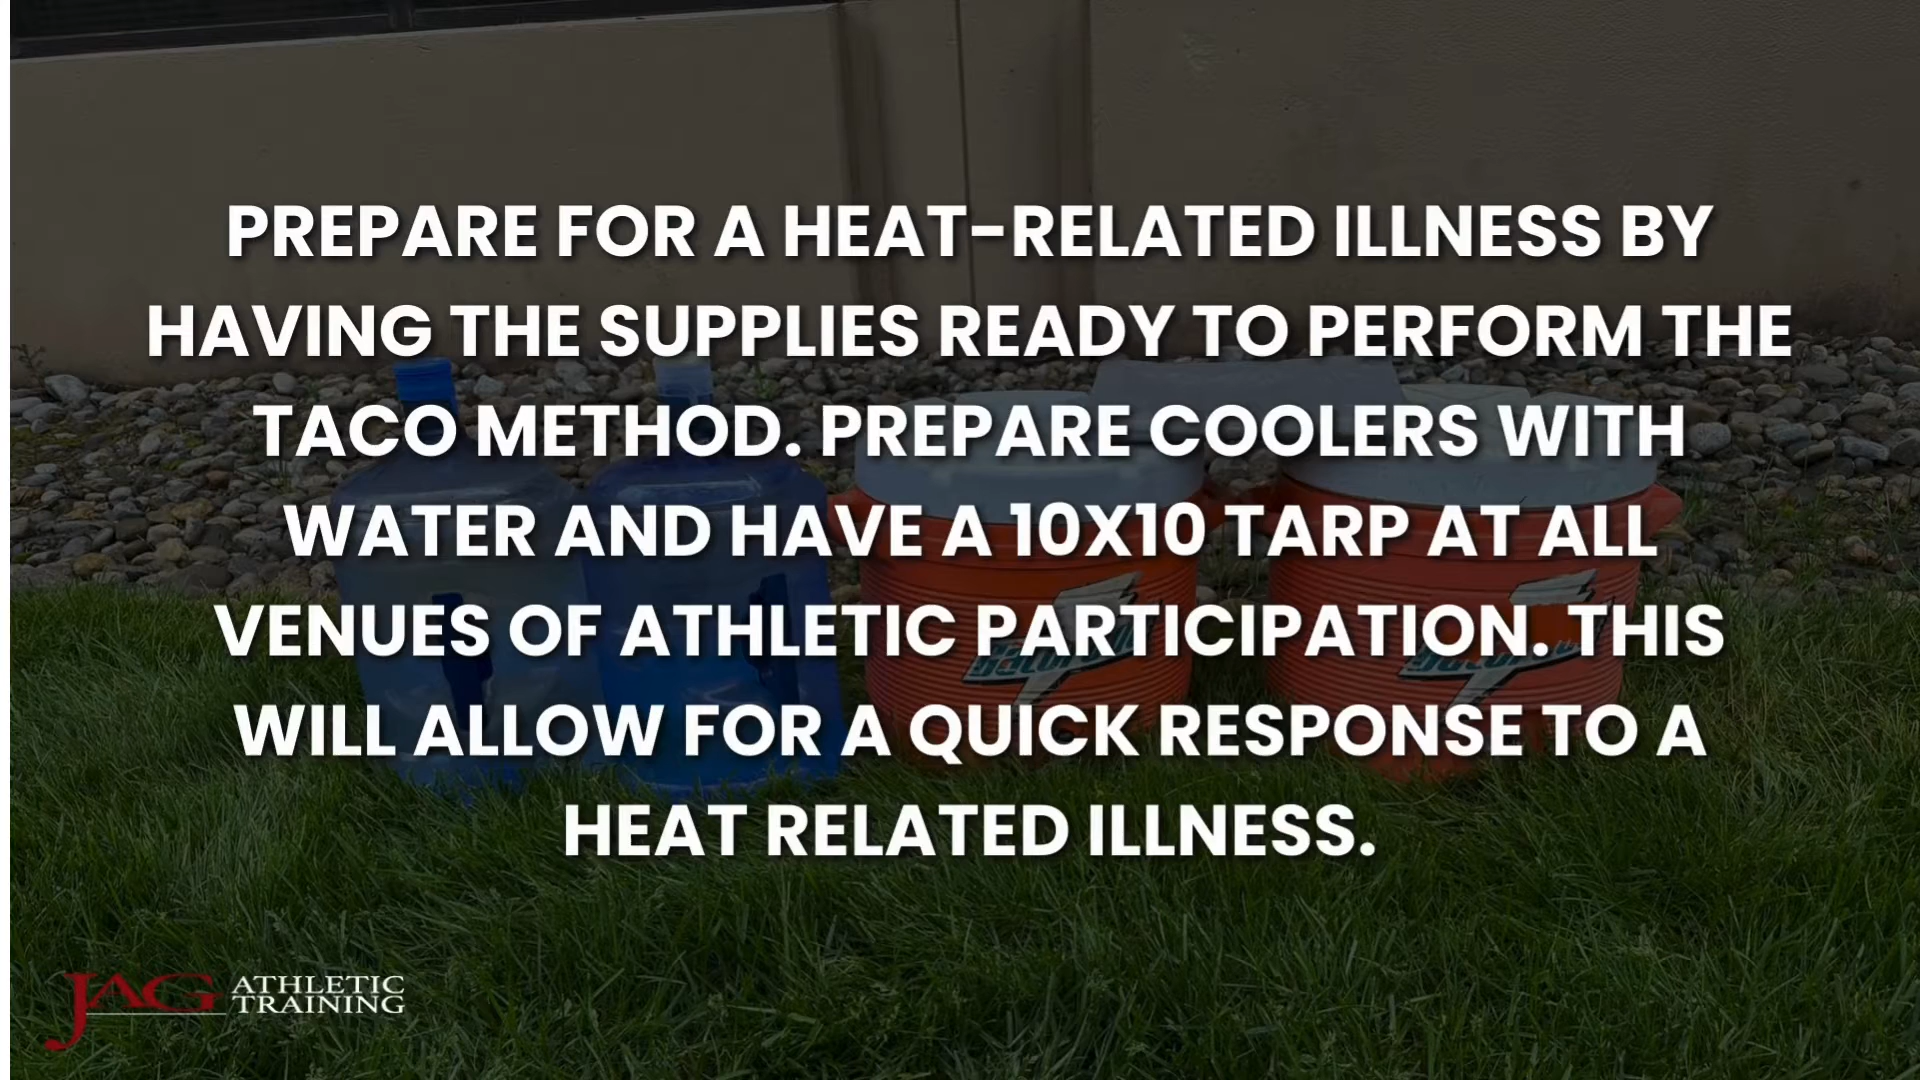 PREPARE FOR A HEAT-RELATED ILLNESS BY
HAVING THE SUPPLIES READY TO PERFORM THE
TACO METHOD. PREPARE COOLERS WITH
WATER AND HAVE A 10X10 TARP AT ALL
VENUES OF ATHLETIC PARTICIPATION. THIS
WILL ALLOW FOR A QUICK RESPONSE TO A
HEAT RELATED ILLNESS.
Gatorade
Gatorade
JAG ATHLETIC
TRAINING